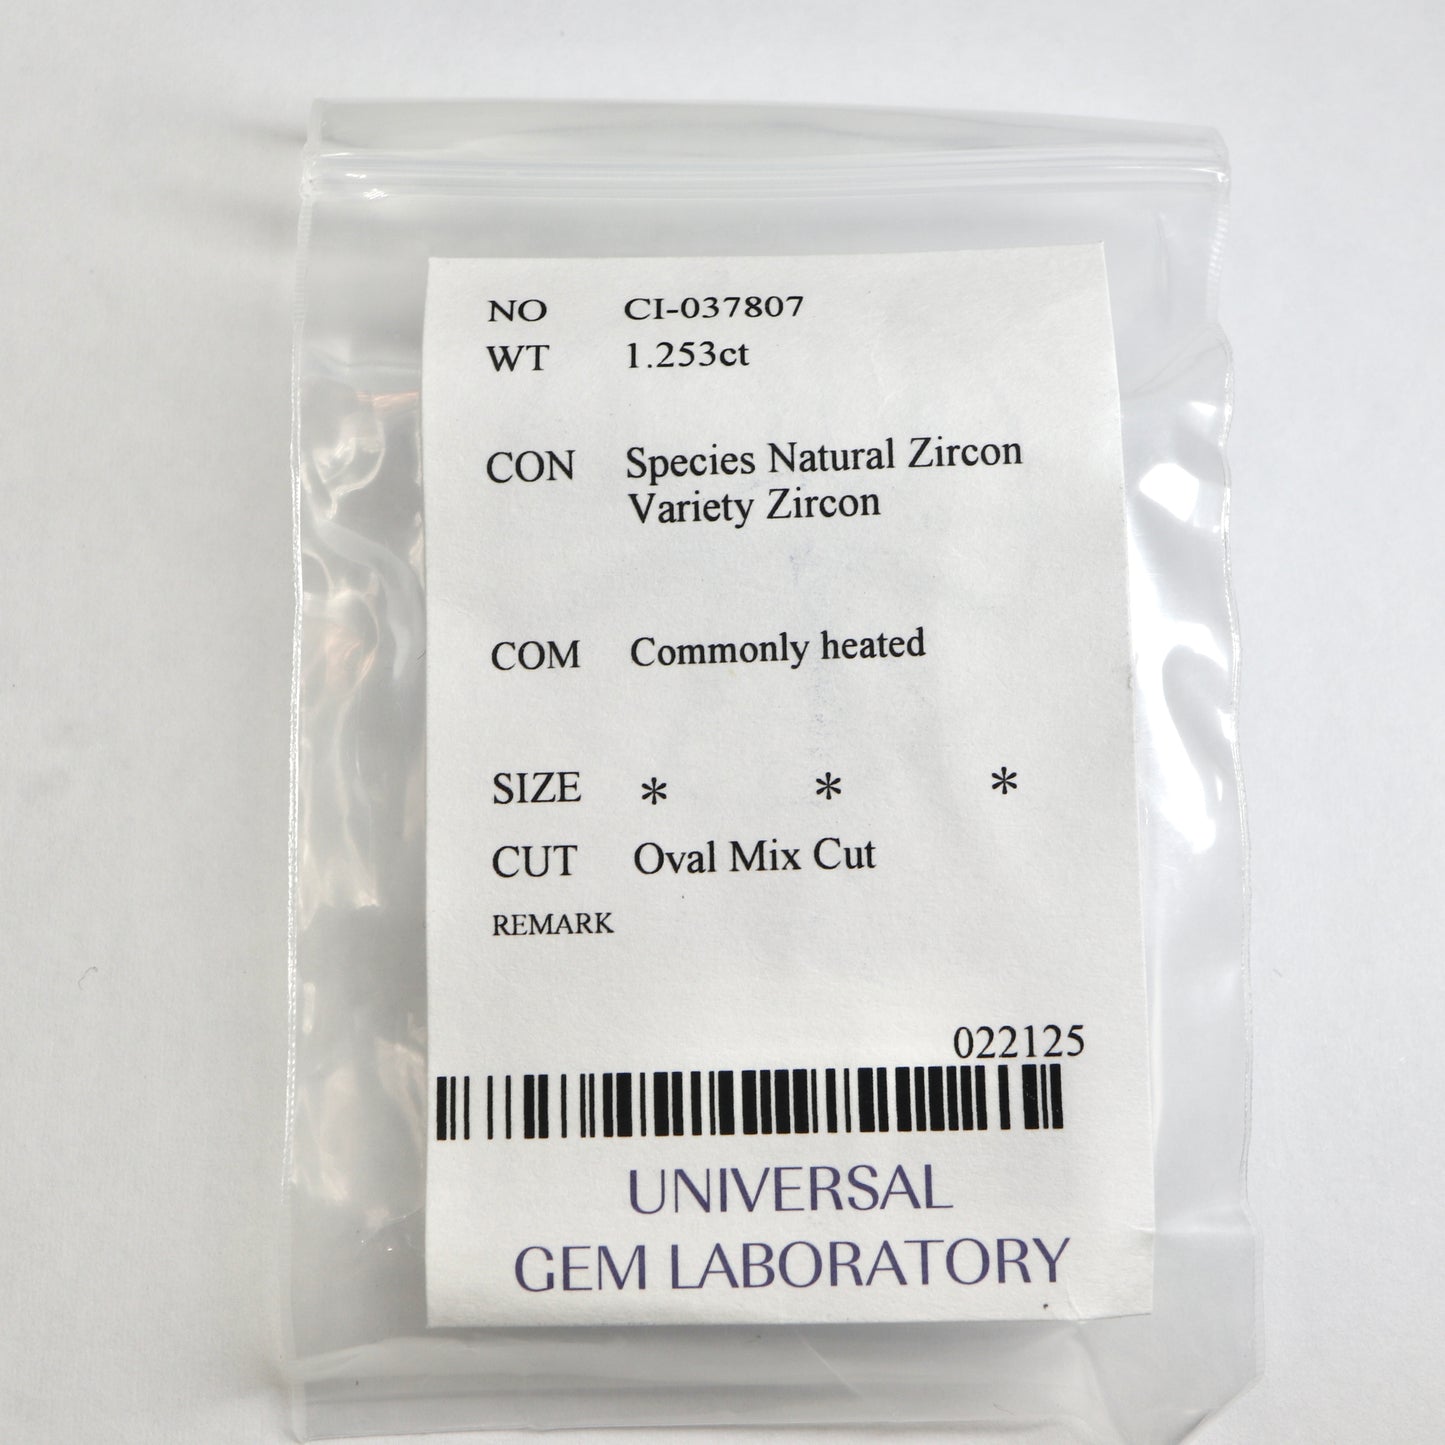 NO CI-037807
WT 1.253ct
CON Species Natural Zircon
Variety Zircon
COM Commonly heated
SIZE * * *
CUT Oval Mix Cut
REMARK
022125
UNIVERSAL
GEM LABORATORY